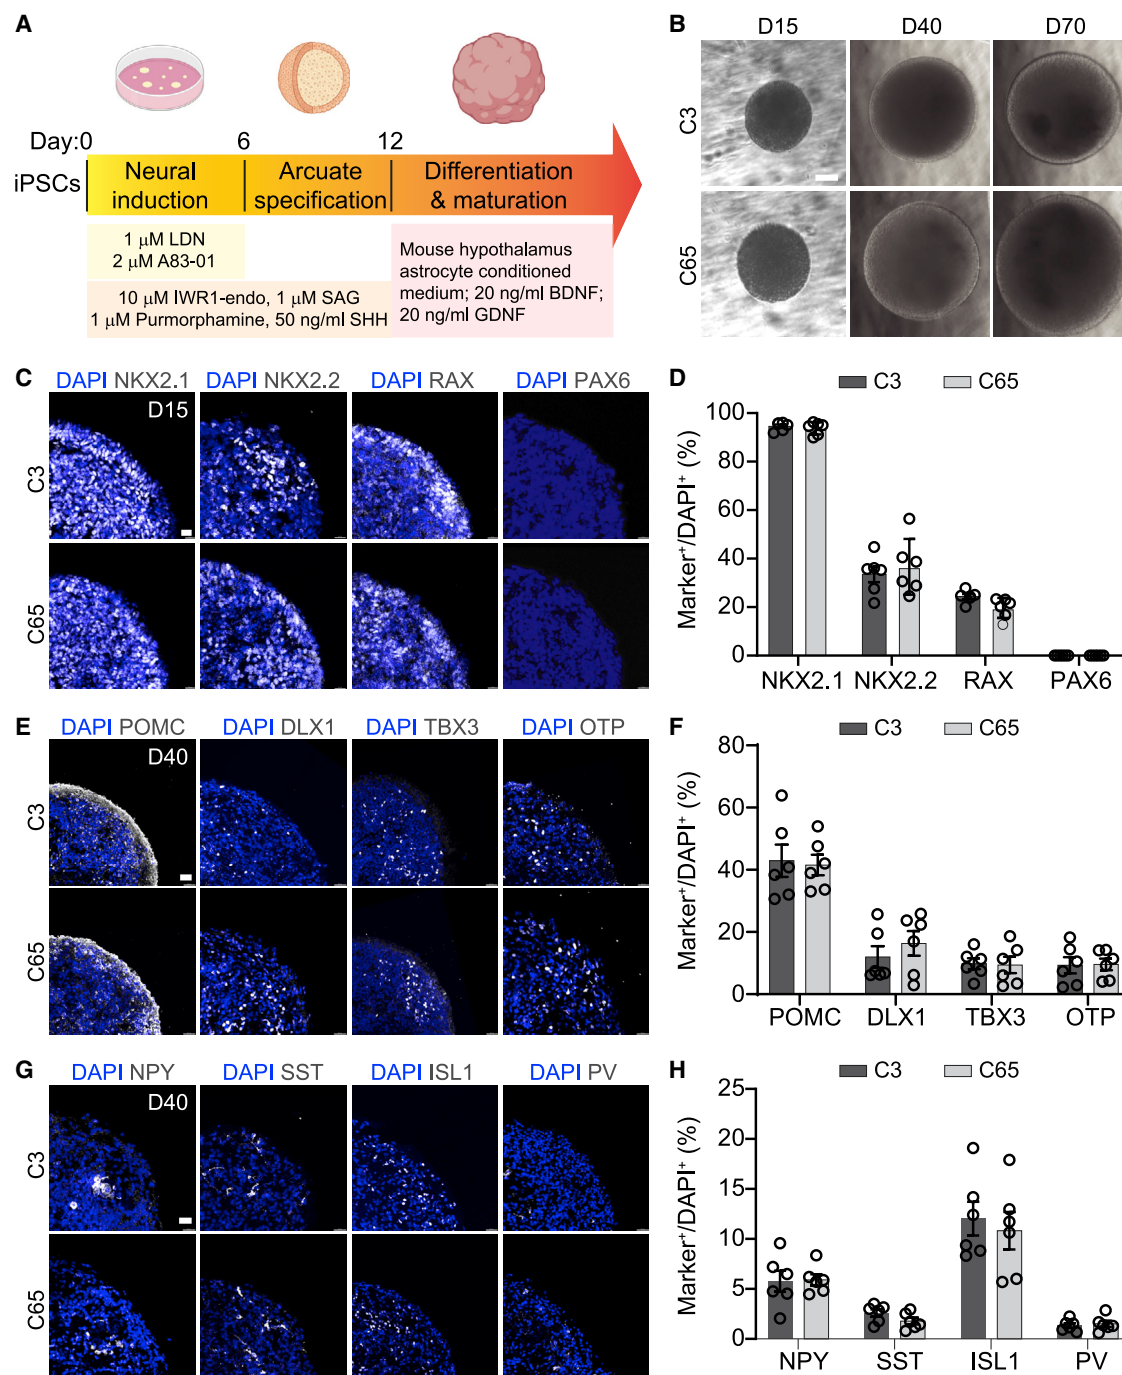 A
Day:0 6 12
iPSCs
Neural
induction
Arcuate
specification
Differentiation
& maturation
1 μM LDN
2 μM A83-01
10 μM IWR1-endo, 1 μM SAG
1 μM Purmorphamine, 50 ng/ml SHH
Mouse hypothalamus
astrocyte conditioned
medium; 20 ng/ml BDNF;
20 ng/ml GDNF
B
D15 D40 D70
C3
C65
C
DAPI NKX2.1 DAPI NKX2.2 DAPI RAX DAPI PAX6
D15
C3
C65
D
C3 C65
Marker⁺/DAPI⁺ (%)
100
80
60
40
20
0
NKX2.1 NKX2.2 RAX PAX6
E
DAPI POMC DAPI DLX1 DAPI TBX3 DAPI OTP
D40
C3
C65
F
C3 C65
Marker⁺/DAPI⁺ (%)
80
60
40
20
0
POMC DLX1 TBX3 OTP
G
DAPI NPY DAPI SST DAPI ISL1 DAPI PV
D40
C3
C65
H
C3 C65
Marker⁺/DAPI⁺ (%)
25
20
15
10
5
0
NPY SST ISL1 PV